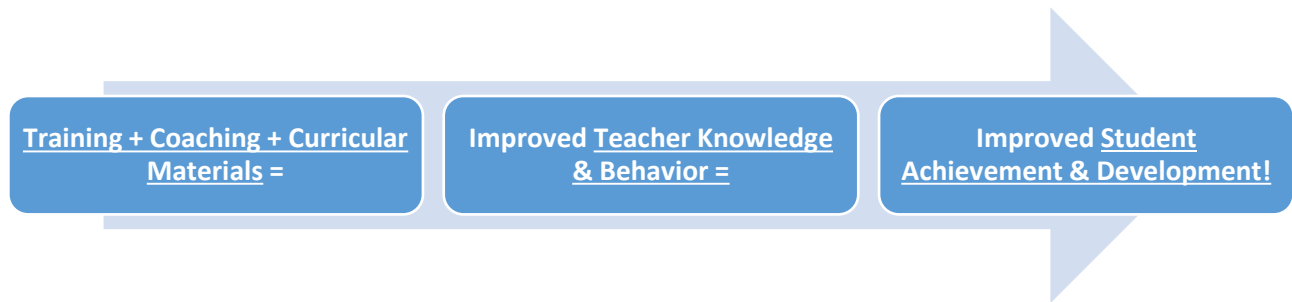 Training + Coaching + Curricular
Materials =
Improved Teacher Knowledge
& Behavior =
Improved Student
Achievement & Development!